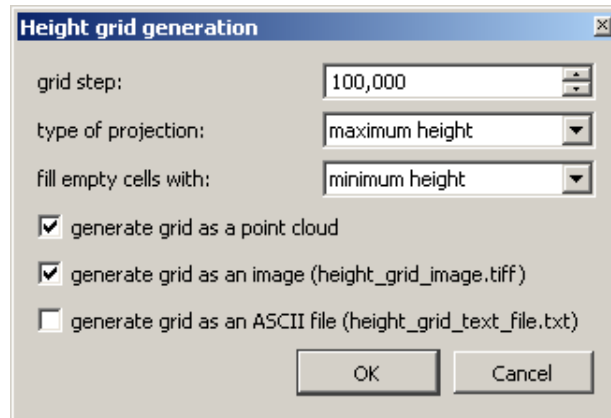 Height grid generation
grid step: 100,000
type of projection: maximum height
fill empty cells with: minimum height
generate grid as a point cloud
generate grid as an image (height_grid_image.tiff)
generate grid as an ASCII file (height_grid_text_file.txt)
OK Cancel